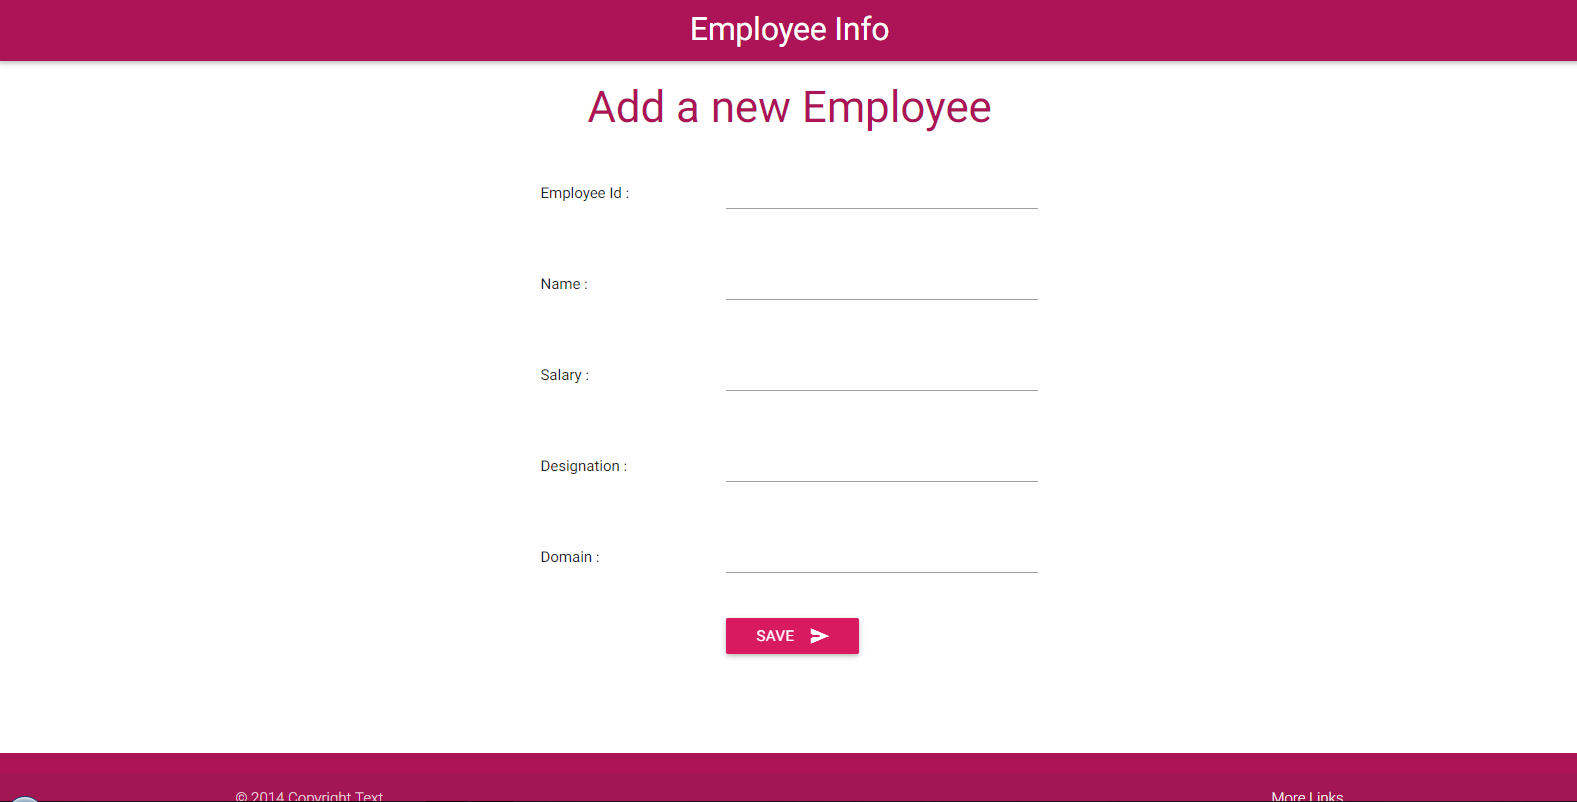 Employee Info
Add a new Employee
Employee Id :
Name :
Salary :
Designation :
Domain :
SAVE
© 2014 Copyright Text
More Links